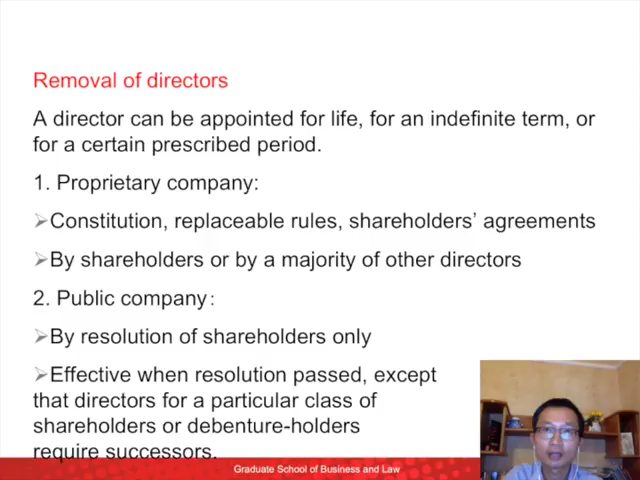 Removal of directors
A director can be appointed for life, for an indefinite term, or
for a certain prescribed period.
1. Proprietary company:
➢Constitution, replaceable rules, shareholders' agreements
➢By shareholders or by a majority of other directors
2. Public company：
➢By resolution of shareholders only
➢Effective when resolution passed, except
that directors for a particular class of
shareholders or debenture-holders
require successors.
Graduate School of Business and Law